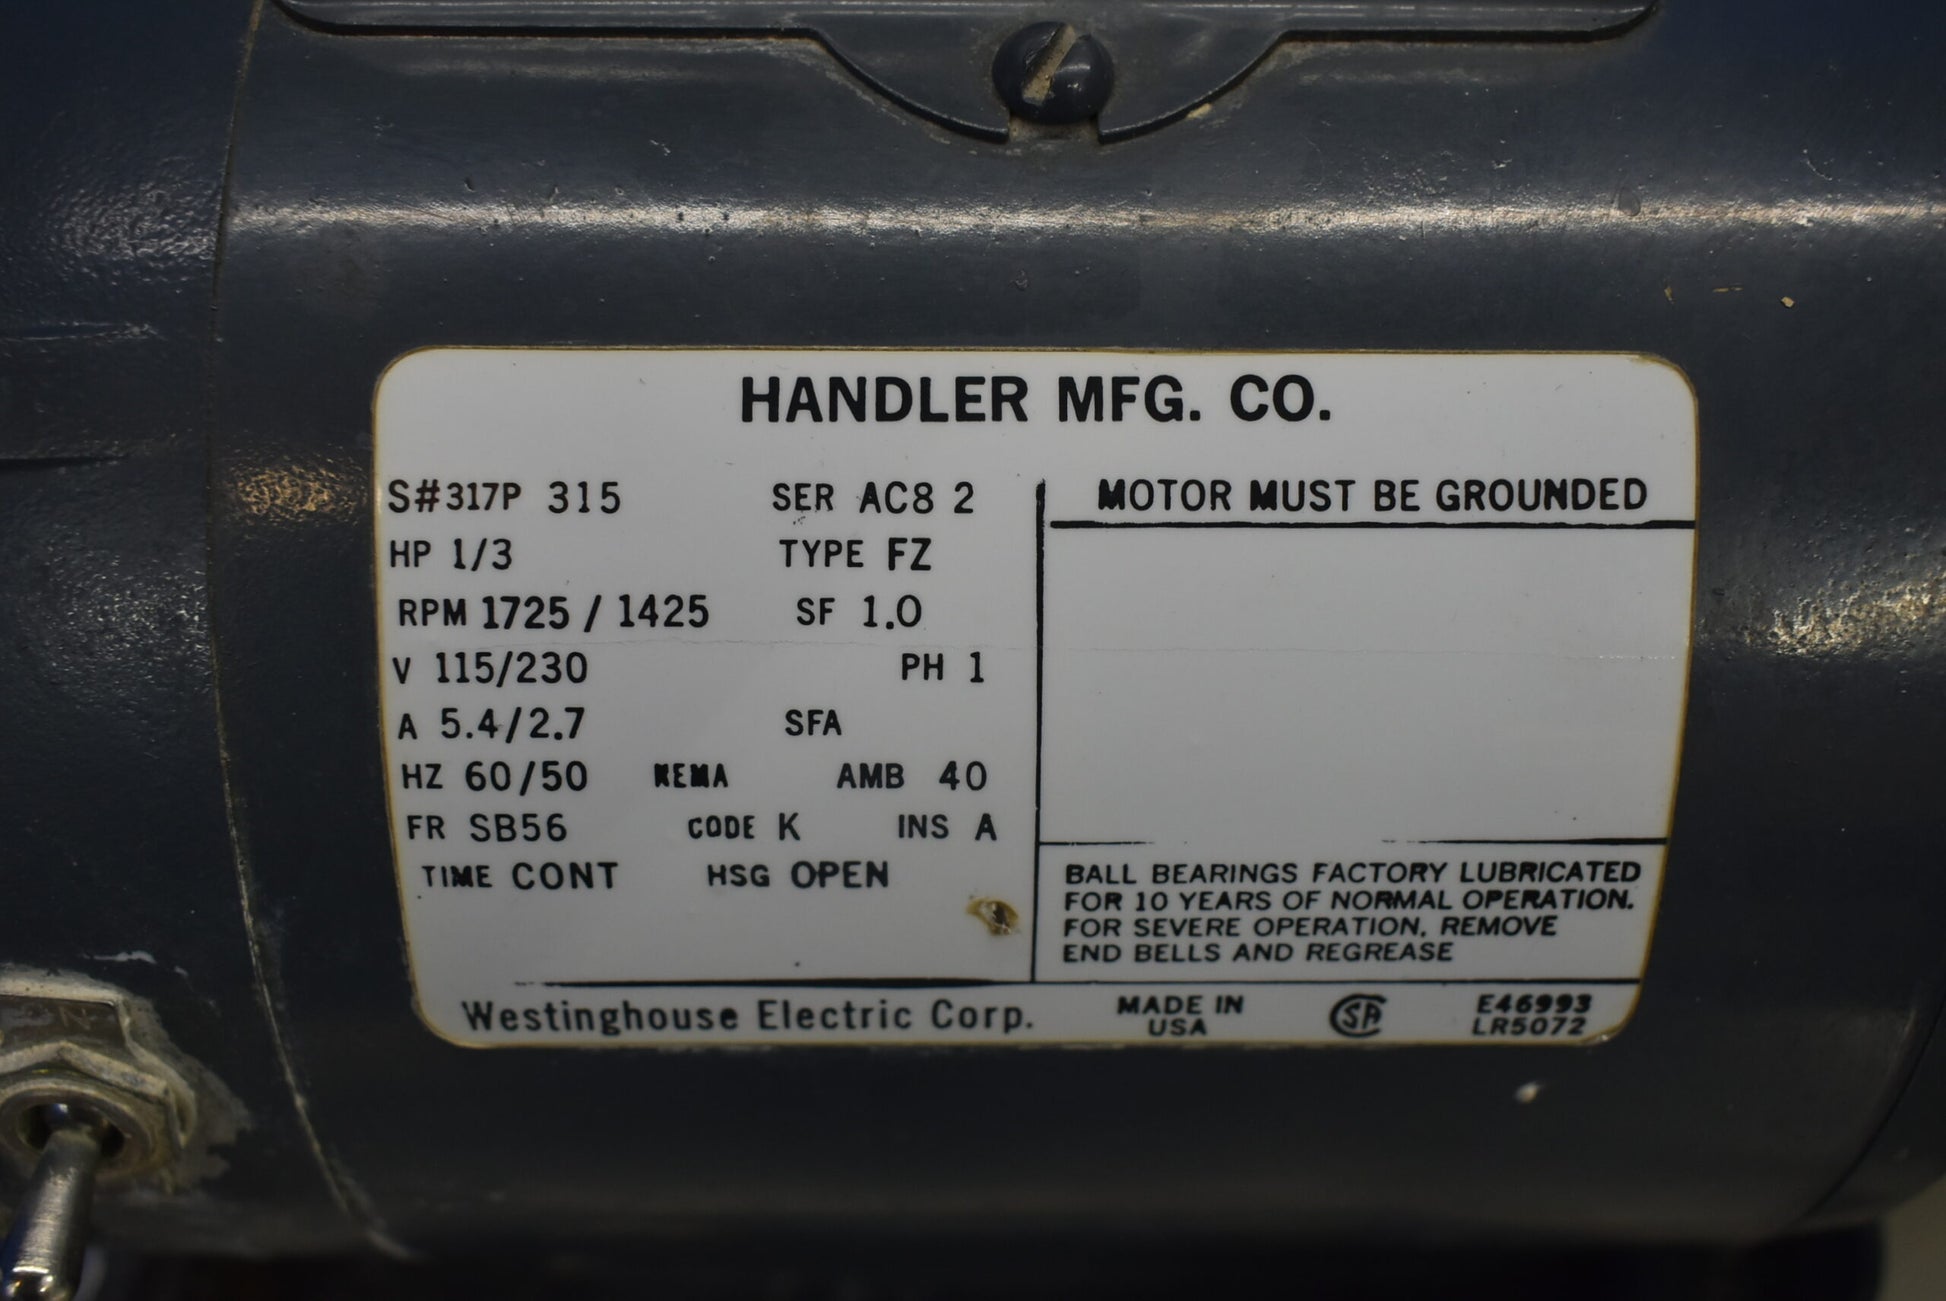 HANDLER MFG. CO.
S#317P 315 SER AC8 2
HP 1/3 TYPE FZ
RPM 1725 / 1425 SF 1.0
V 115/230 PH 1
A 5.4/2.7 SFA
HZ 60/50 NEMA AMB 40
FR SB56 CODE K INS A
TIME CONT HSG OPEN
MOTOR MUST BE GROUNDED
BALL BEARINGS FACTORY LUBRICATED
FOR 10 YEARS OF NORMAL OPERATION.
FOR SEVERE OPERATION, REMOVE
END BELLS AND REGREASE
Westinghouse Electric Corp.
MADE IN
USA
SA
E46993
LR5072